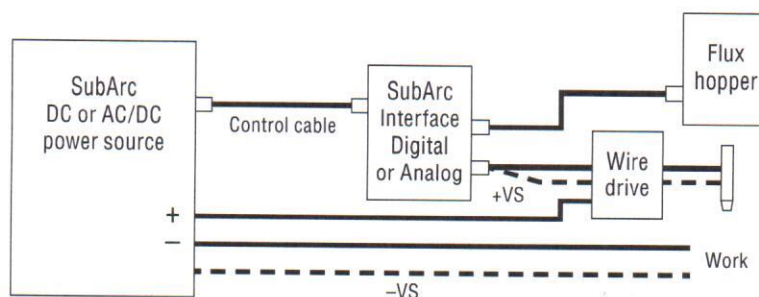 SubArc
DC or AC/DC
power source
Control cable
SubArc
Interface
Digital
or Analog
Flux
hopper
Wire
drive
+VS
+
–
Work
–VS